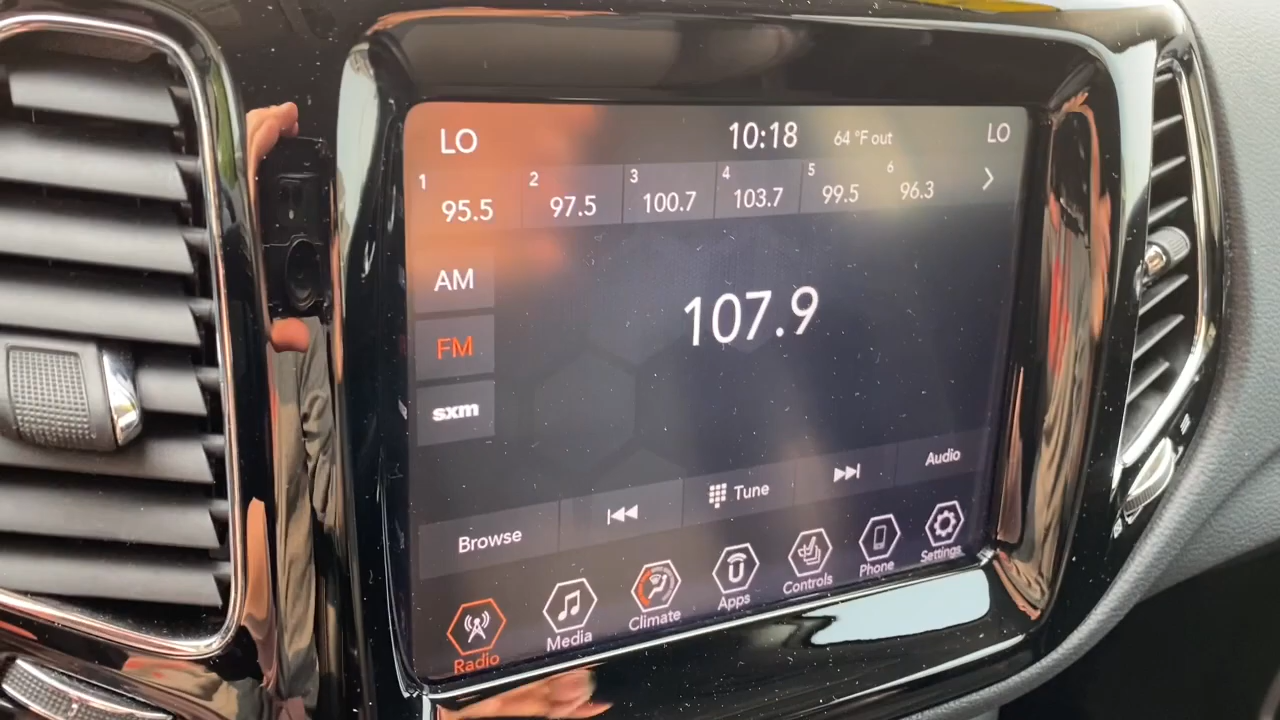 LO 10:18 64 °F out LO
1 2 3 4 5 6
95.5 97.5 100.7 103.7 99.5 96.3
AM
107.9
FM
sxm
Browse Tune Audio
Radio Media Climate Apps Controls Phone Settings